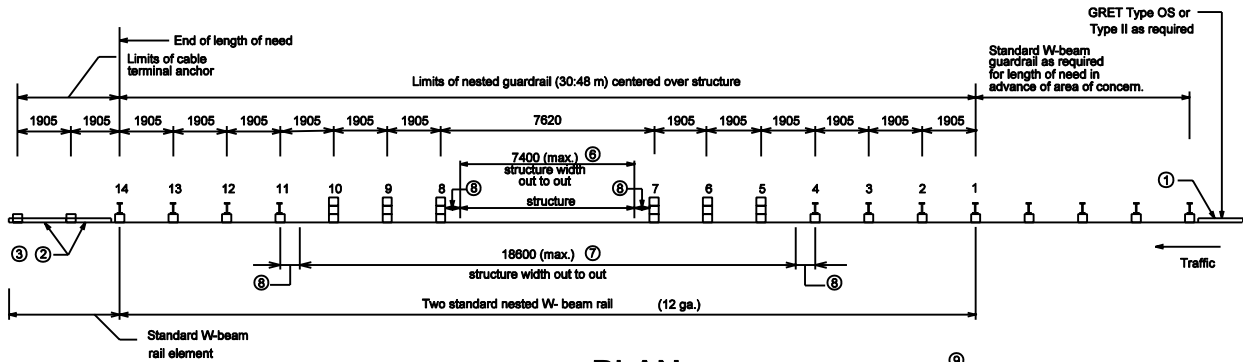 GRET Type OS or
Type II as required
End of length of need
Limits of cable
terminal anchor
Standard W-beam
guardrail as required
for length of need in
advance of area of concern.
Limits of nested guardrail (30:48 m) centered over structure
1905 1905 1905 1905 1905 1905 1905 1905 7620 1905 1905 1905 1905 1905 1905
7400 (max.) ⑥
structure width
out to out
14 13 12 11 10 9 8 ⑧ ⑧ 7 6 5 4 3 2 1 ①
structure
③ ②
18600 (max.) ⑦
structure width out to out
⑧ ⑧
Traffic
Two standard nested W- beam rail (12 ga.)
Standard W-beam
rail element
⑨